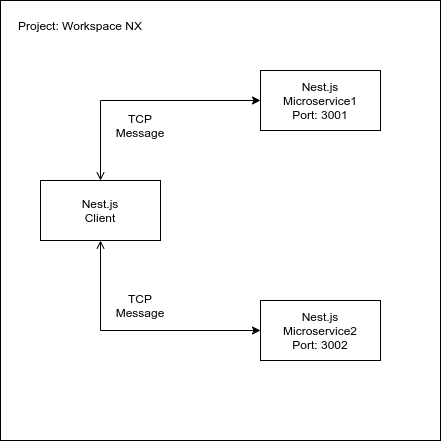 Project: Workspace NX
Nest.js
Microservice1
Port: 3001
TCP
Message
Nest.js
Client
TCP
Message
Nest.js
Microservice2
Port: 3002